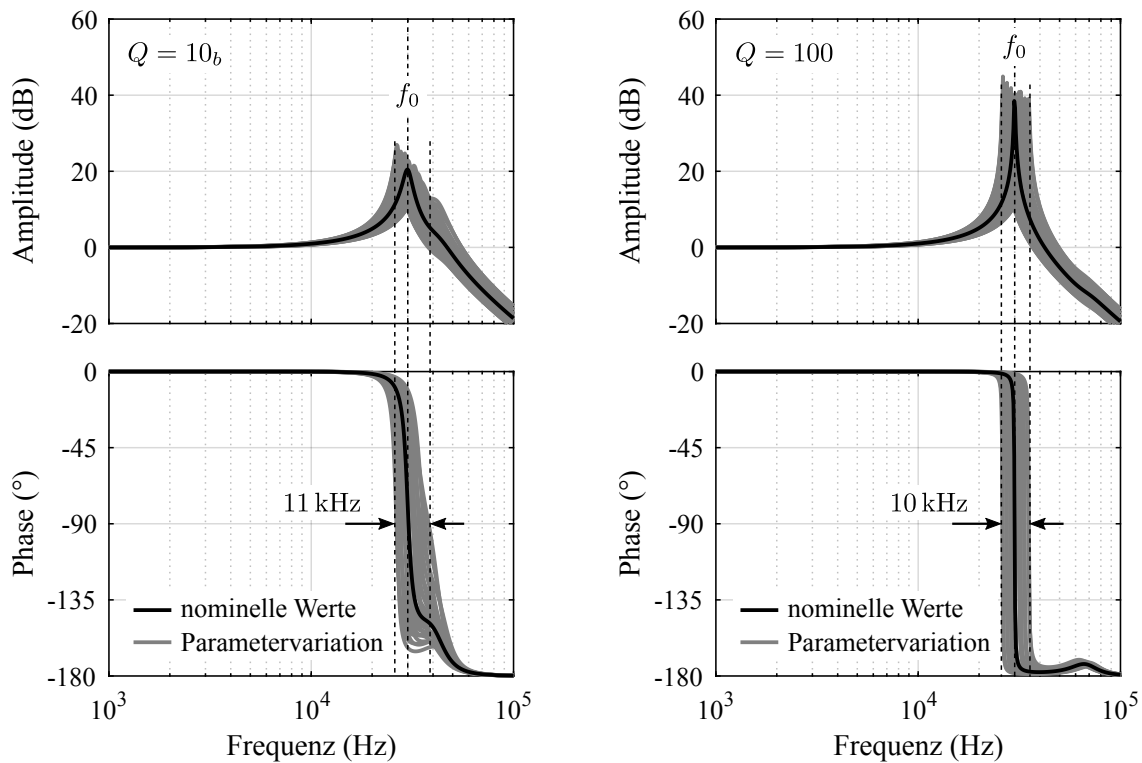 60
40
20
0
-20
Amplitude (dB)
Q = 10_b
f_0
0
-45
-90
-135
-180
Phase (°)
11 kHz
nominelle Werte
Parametervariation
10^3
10^4
10^5
Frequenz (Hz)
60
40
20
0
-20
Amplitude (dB)
Q = 100
f_0
0
-45
-90
-135
-180
Phase (°)
10 kHz
nominelle Werte
Parametervariation
10^3
10^4
10^5
Frequenz (Hz)